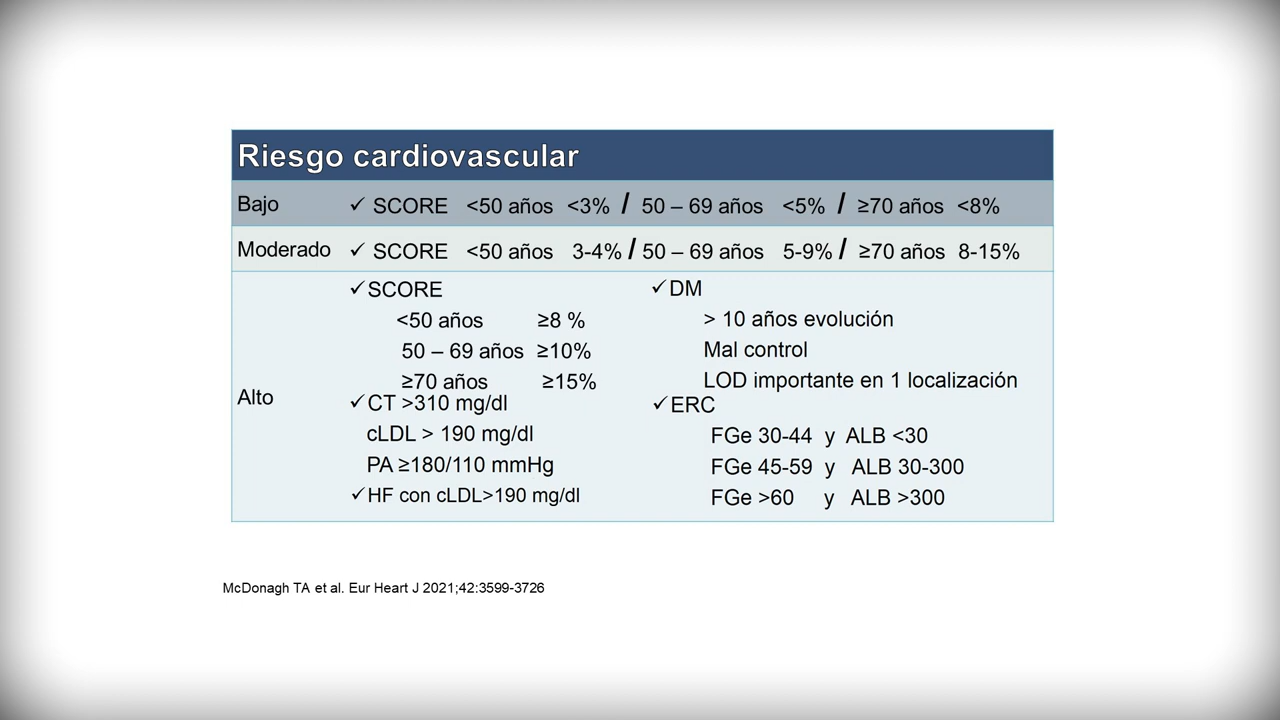 Riesgo cardiovascular
Bajo ✓ SCORE <50 años <3% / 50 – 69 años <5% / ≥70 años <8%
Moderado ✓ SCORE <50 años 3-4% / 50 – 69 años 5-9% / ≥70 años 8-15%
Alto
✓SCORE
<50 años ≥8 %
50 – 69 años ≥10%
≥70 años ≥15%
✓CT >310 mg/dl
cLDL > 190 mg/dl
PA ≥180/110 mmHg
✓HF con cLDL>190 mg/dl
✓DM
> 10 años evolución
Mal control
LOD importante en 1 localización
✓ERC
FGe 30-44 y ALB <30
FGe 45-59 y ALB 30-300
FGe >60 y ALB >300
McDonagh TA et al. Eur Heart J 2021;42:3599-3726